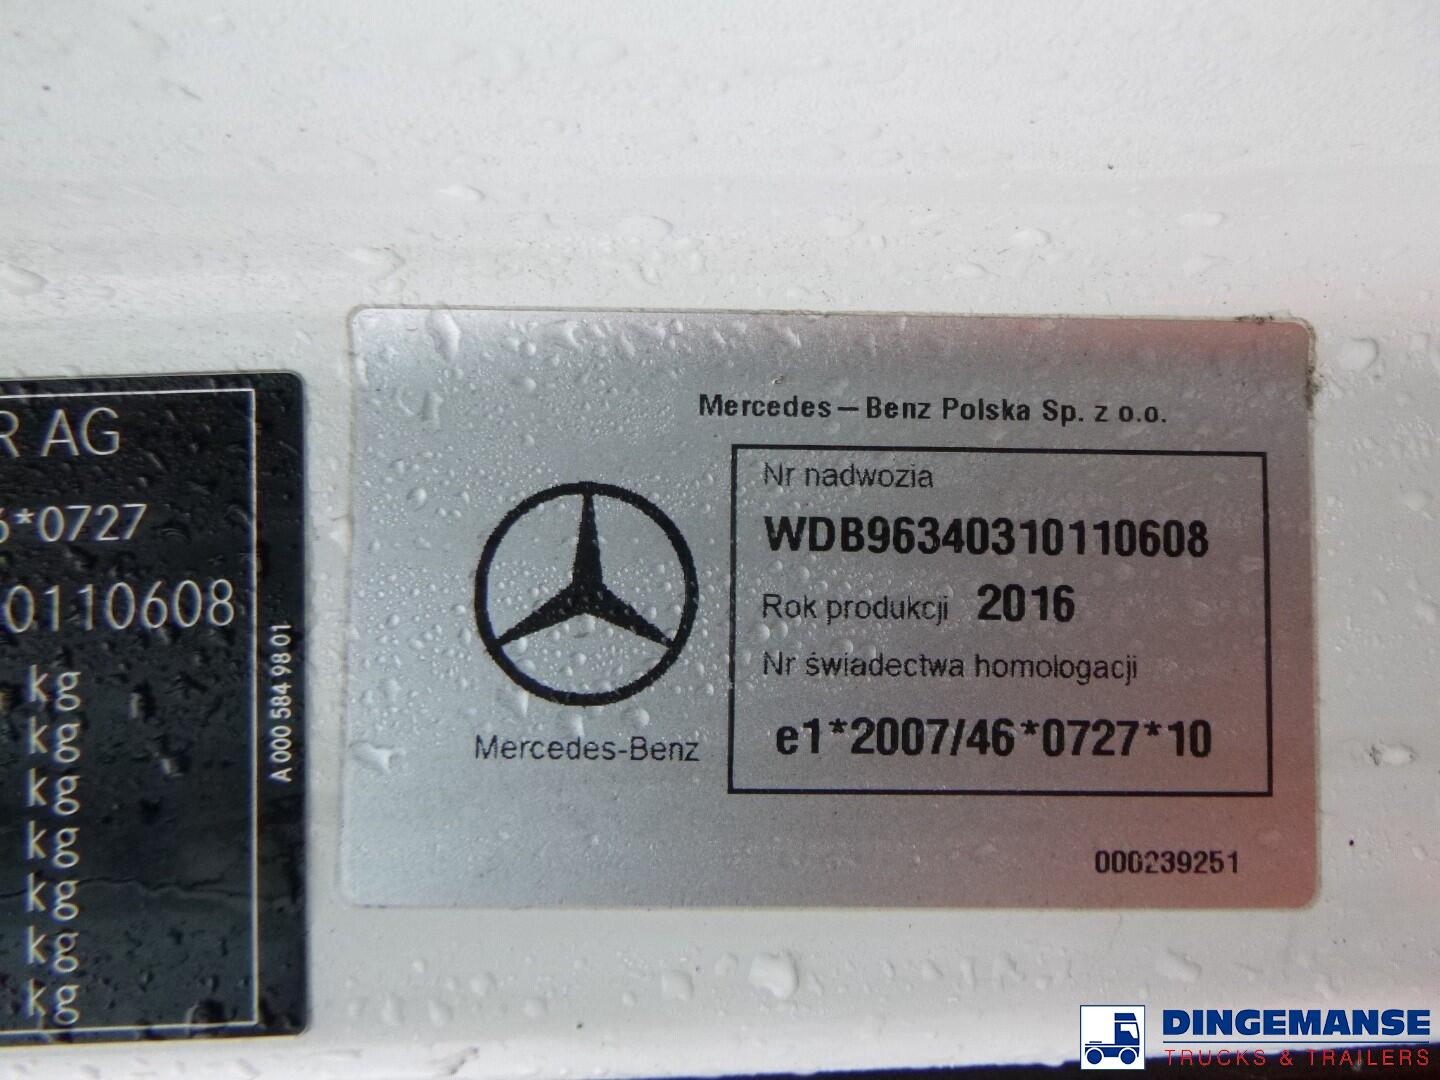 R AG
6*0727
0110608
kg
kg
kg
kg
kg
kg
kg
A 000 584 98 01
Mercedes-Benz Polska Sp. z o.o.
Nr nadwozia
WDB96340310110608
Rok produkcji 2016
Nr świadectwa homologacji
e1*2007/46*0727*10
Mercedes-Benz
000239251
DINGEMANSE
TRUCKS & TRAILERS